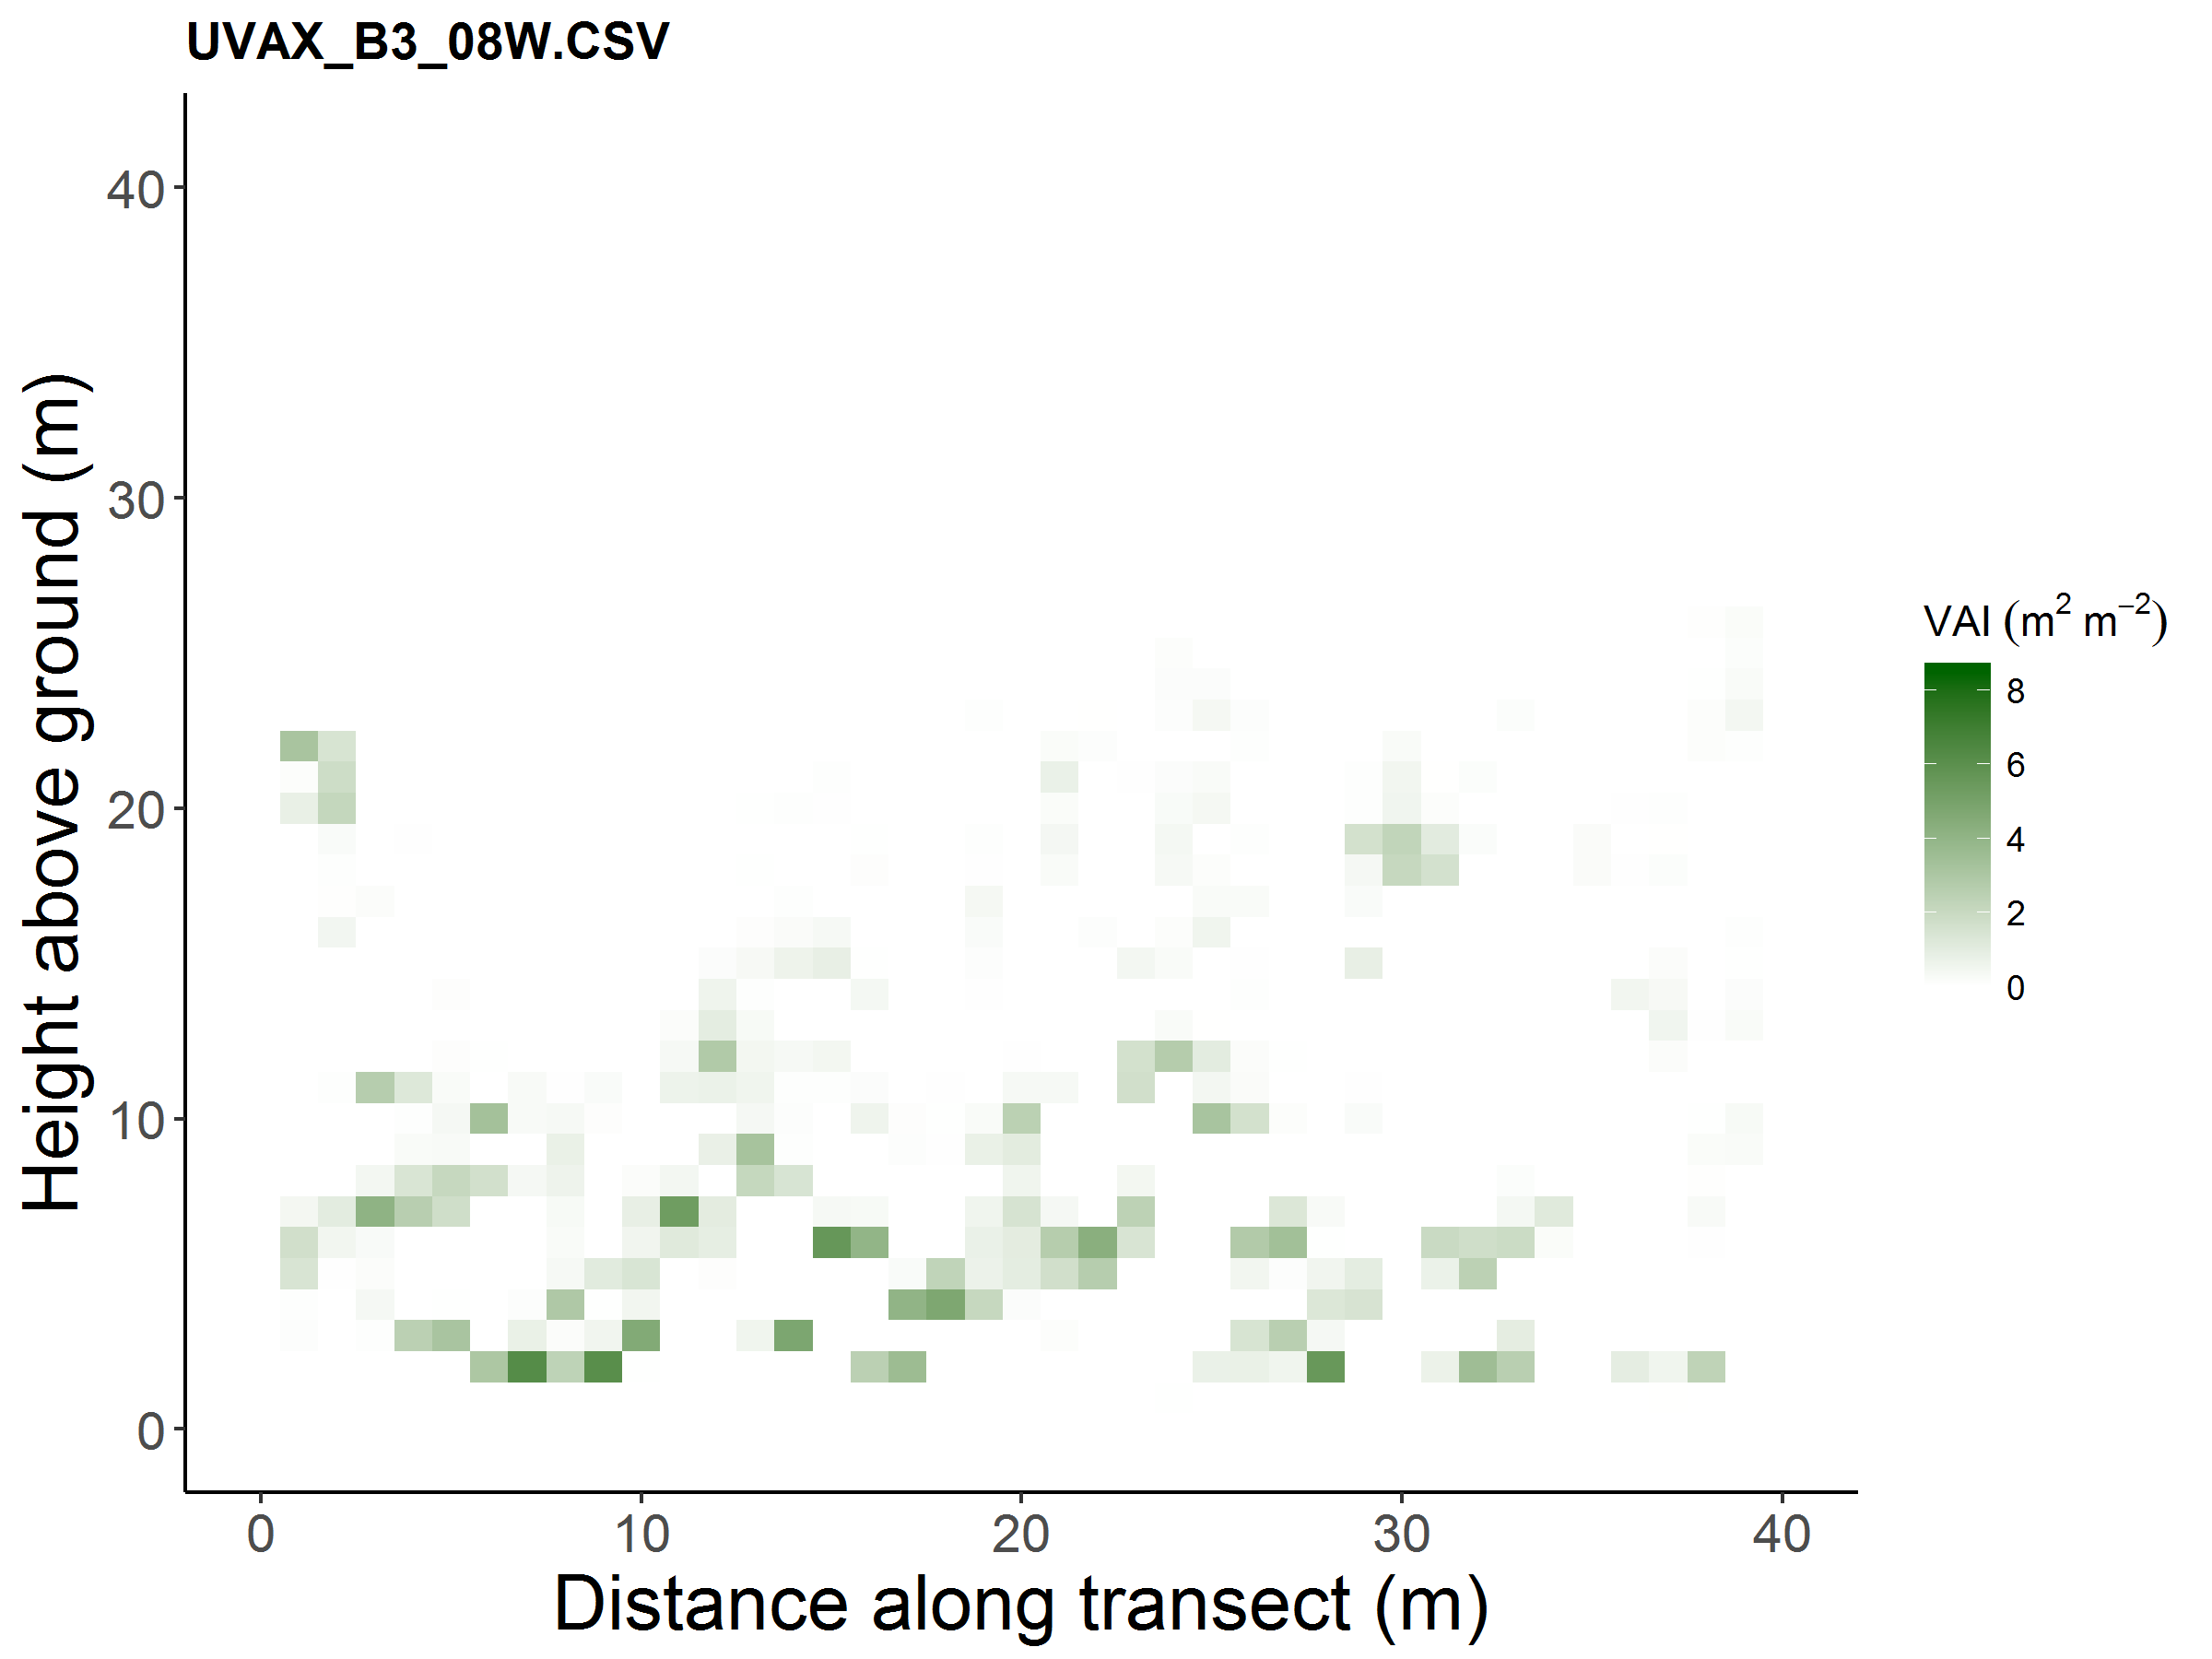 UVAX_B3_08W.CSV
Height above ground (m)
40
30
20
10
0
0 10 20 30 40
Distance along transect (m)
VAI (m² m⁻²)
8
6
4
2
0